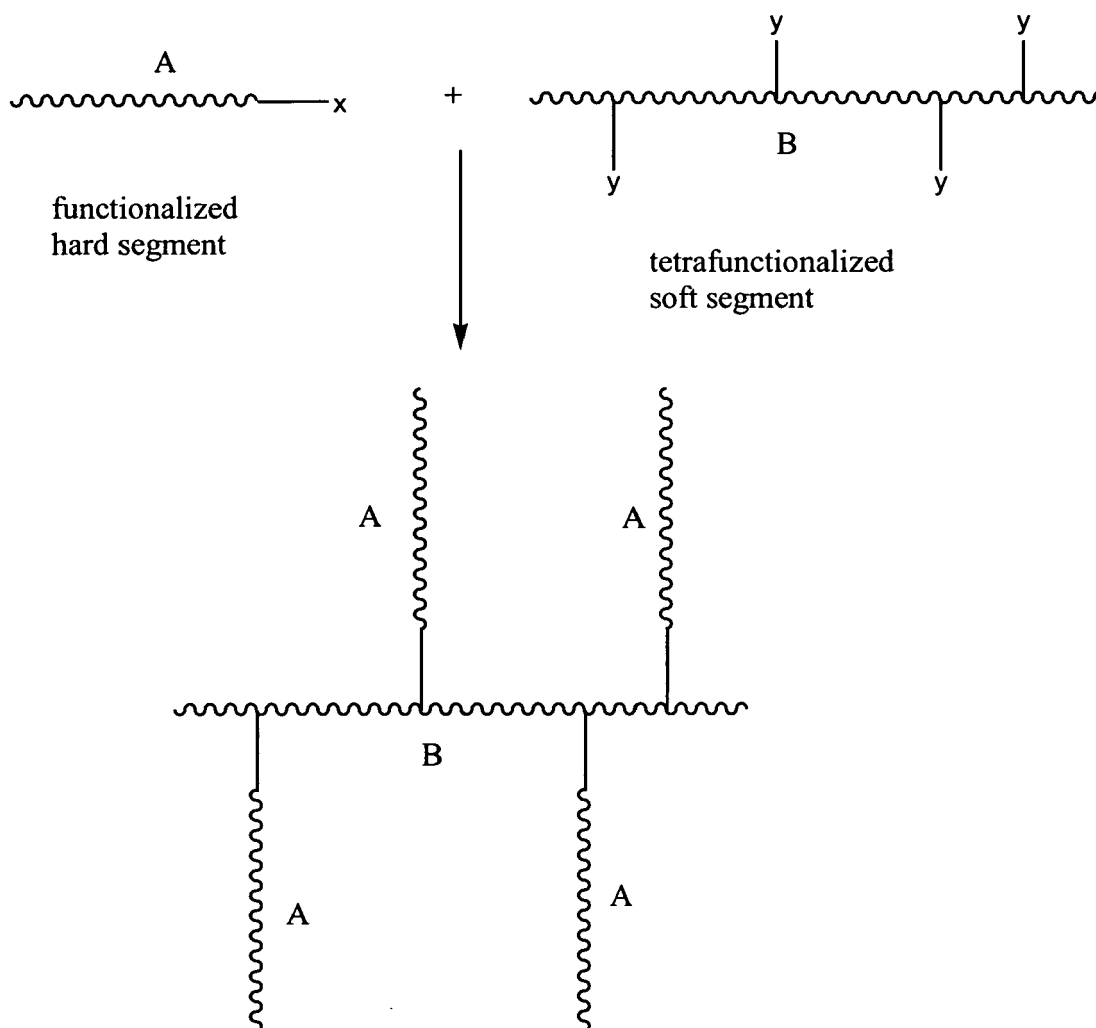 y y
A
x
+
B
y y
functionalized
hard segment
tetrafunctionalized
soft segment
A A
B
A A